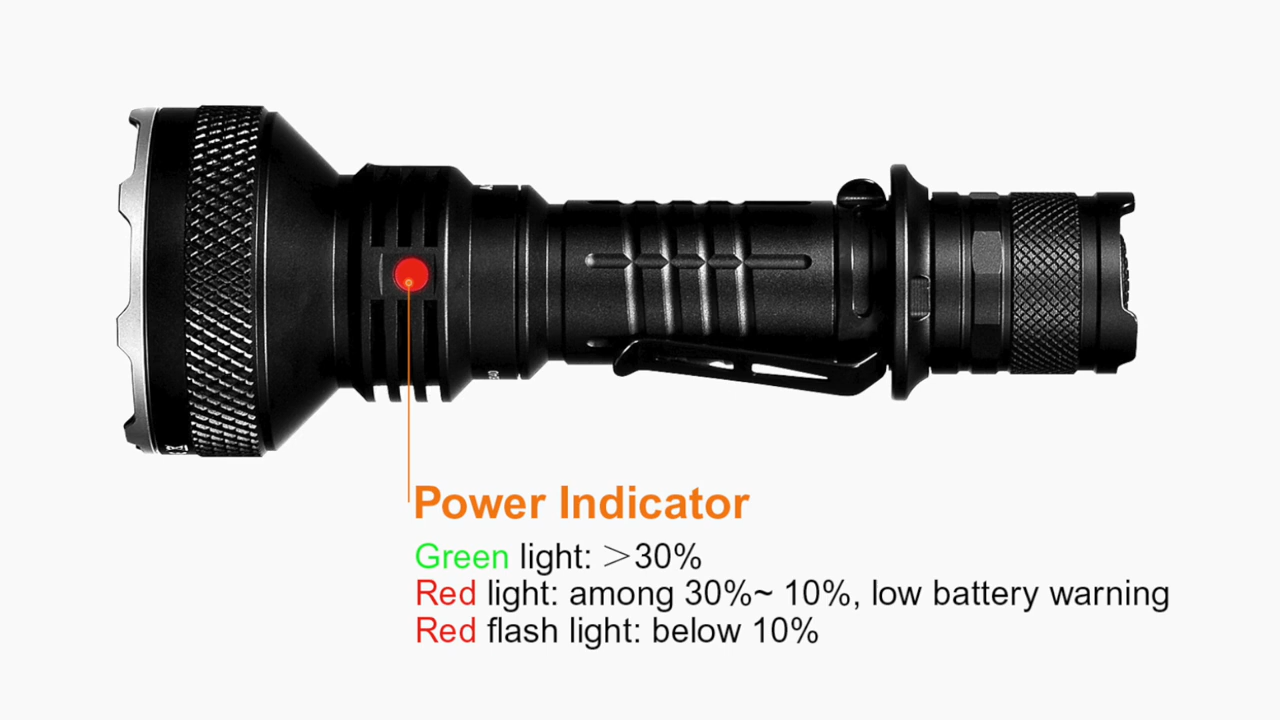 Power Indicator
Green light: >30%
Red light: among 30%~ 10%, low battery warning
Red flash light: below 10%